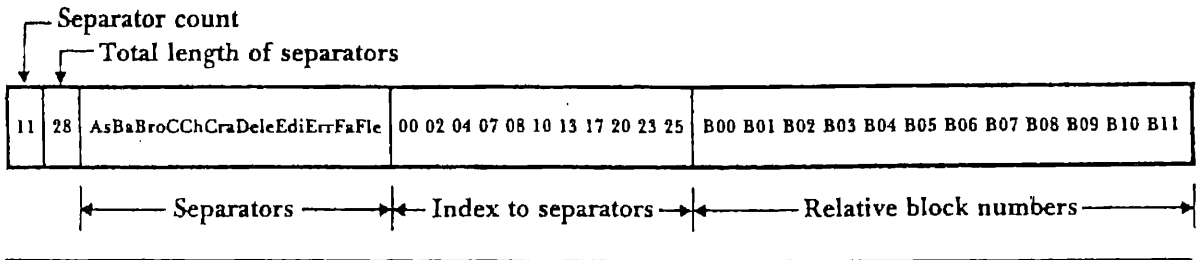 Separator count
Total length of separators
11 28 AsBaBroCChCraDeleEdiErrFaFle 00 02 04 07 08 10 13 17 20 23 25 B00 B01 B02 B03 B04 B05 B06 B07 B08 B09 B10 B11
Separators Index to separators Relative block numbers